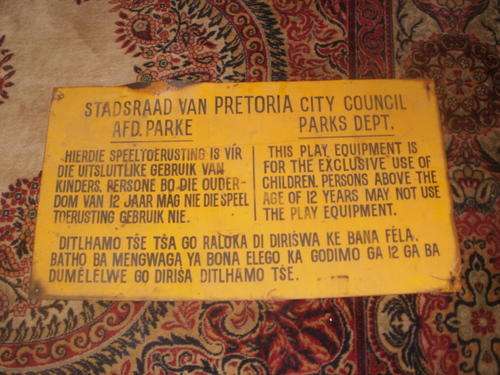 STADSRAAD VAN PRETORIA CITY COUNCIL
AFD. PARKE
PARKS DEPT.
HIERDIE SPEELTOERUSTING IS VIR
DIE UITSLUITLIKE GEBRUIK VAN
KINDERS. PERSONE BO DIE OUDER-
DOM VAN 12 JAAR MAG NIE DIE SPEEL
TOERUSTING GEBRUIK NIE.
THIS PLAY EQUIPMENT IS
FOR THE EXCLUSIVE USE OF
CHILDREN. PERSONS ABOVE THE
AGE OF 12 YEARS MAY NOT USE
THE PLAY EQUIPMENT.
DITLHAMO TŠE TŠA GO RALOKA DI DIRIŠWA KE BANA FÉLA.
BATHO BA MENGWAGA YA BONA ELEGO KA GODIMO GA 12 GA BA
DUMÉLELWE GO DIRIŠA DITLHAMO TŠE.